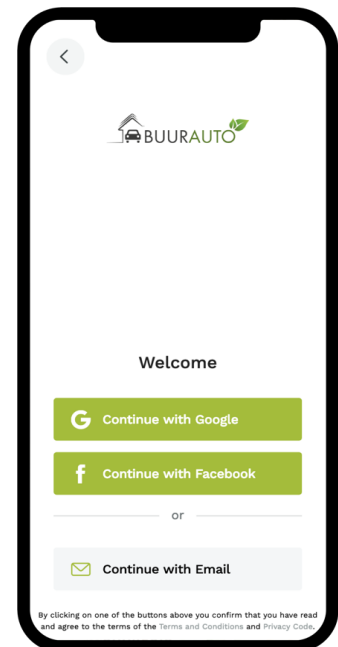 BUURAUTO
Welcome
Continue with Google
Continue with Facebook
or
Continue with Email
By clicking on one of the buttons above you confirm that you have read
and agree to the terms of the Terms and Conditions and Privacy Code.